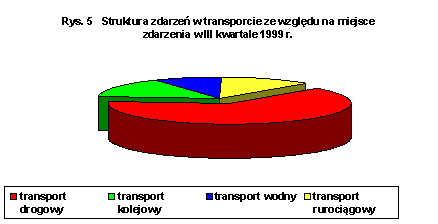 Rys. 5 Struktura zdarzeń w transporcie ze względu na miejsce
zdarzenia w III kwartale 1999 r.
transport drogowy
transport kolejowy
transport wodny
transport rurociągowy